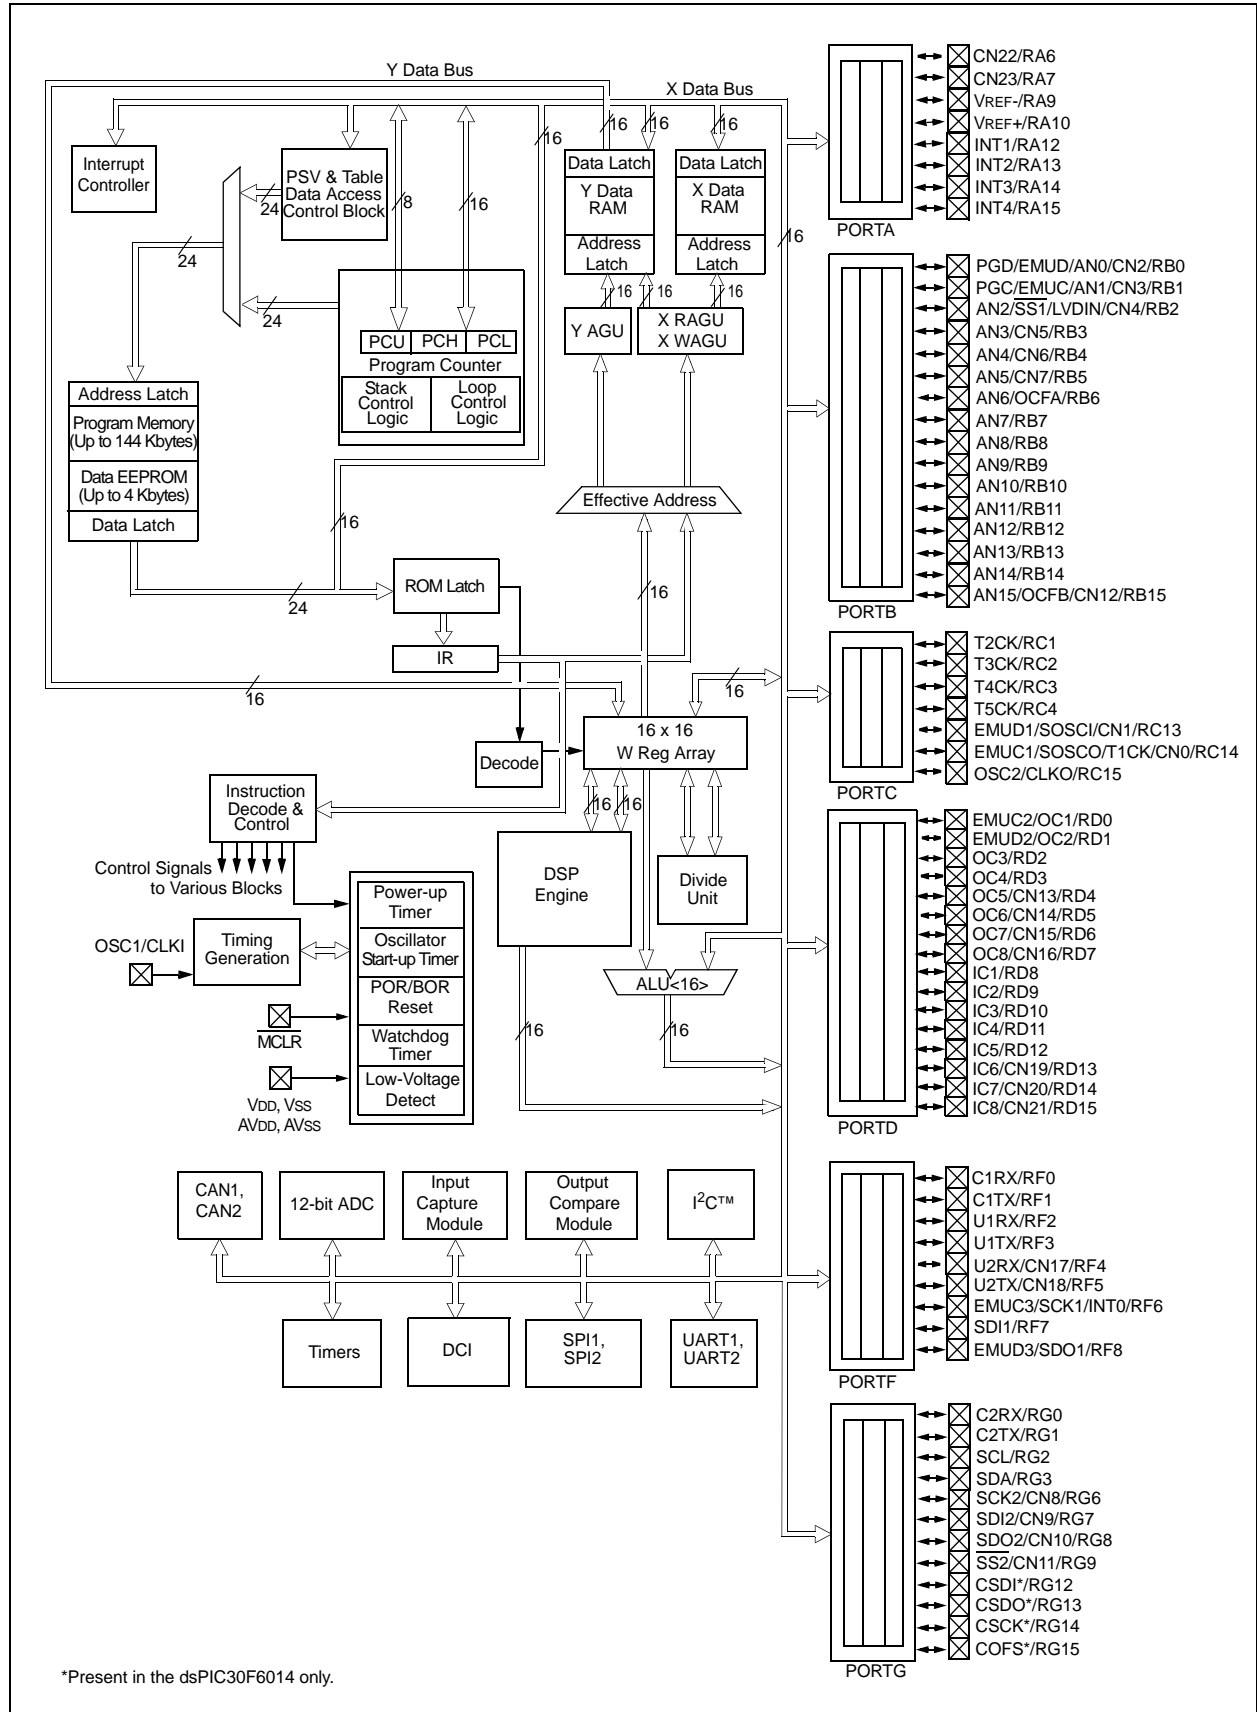 Y Data Bus
X Data Bus
16
16
16
16
Interrupt
Controller
PSV & Table
Data Access
Control Block
24
8
16
Data Latch
Y Data
RAM
Address
Latch
Data Latch
X Data
RAM
Address
Latch
16
24
24
16
16
16
Y AGU
X RAGU
X WAGU
PCU
PCH
PCL
Program Counter
Stack
Control
Logic
Loop
Control
Logic
Address Latch
Program Memory
(Up to 144 Kbytes)
Data EEPROM
(Up to 4 Kbytes)
Data Latch
Effective Address
16
24
ROM Latch
16
IR
16
16
16 x 16
W Reg Array
Decode
Instruction
Decode &
Control
16
16
Control Signals
to Various Blocks
DSP
Engine
Divide
Unit
Power-up
Timer
Oscillator
Start-up Timer
POR/BOR
Reset
Watchdog
Timer
Low-Voltage
Detect
OSC1/CLKI
Timing
Generation
MCLR
VDD, VSS
AVDD, AVSS
ALU<16>
16
16
CAN1,
CAN2
12-bit ADC
Input
Capture
Module
Output
Compare
Module
I²C™
Timers
DCI
SPI1,
SPI2
UART1,
UART2
CN22/RA6
CN23/RA7
VREF-/RA9
VREF+/RA10
INT1/RA12
INT2/RA13
INT3/RA14
INT4/RA15
PORTA
PGD/EMUD/AN0/CN2/RB0
PGC/EMUC/AN1/CN3/RB1
AN2/SS1/LVDIN/CN4/RB2
AN3/CN5/RB3
AN4/CN6/RB4
AN5/CN7/RB5
AN6/OCFA/RB6
AN7/RB7
AN8/RB8
AN9/RB9
AN10/RB10
AN11/RB11
AN12/RB12
AN13/RB13
AN14/RB14
AN15/OCFB/CN12/RB15
PORTB
T2CK/RC1
T3CK/RC2
T4CK/RC3
T5CK/RC4
EMUD1/SOSCI/CN1/RC13
EMUC1/SOSCO/T1CK/CN0/RC14
OSC2/CLKO/RC15
PORTC
EMUC2/OC1/RD0
EMUD2/OC2/RD1
OC3/RD2
OC4/RD3
OC5/CN13/RD4
OC6/CN14/RD5
OC7/CN15/RD6
OC8/CN16/RD7
IC1/RD8
IC2/RD9
IC3/RD10
IC4/RD11
IC5/RD12
IC6/CN19/RD13
IC7/CN20/RD14
IC8/CN21/RD15
PORTD
C1RX/RF0
C1TX/RF1
U1RX/RF2
U1TX/RF3
U2RX/CN17/RF4
U2TX/CN18/RF5
EMUC3/SCK1/INT0/RF6
SDI1/RF7
EMUD3/SDO1/RF8
PORTF
C2RX/RG0
C2TX/RG1
SCL/RG2
SDA/RG3
SCK2/CN8/RG6
SDI2/CN9/RG7
SDO2/CN10/RG8
SS2/CN11/RG9
CSDI*/RG12
CSDO*/RG13
CSCK*/RG14
COFS*/RG15
PORTG
*Present in the dsPIC30F6014 only.